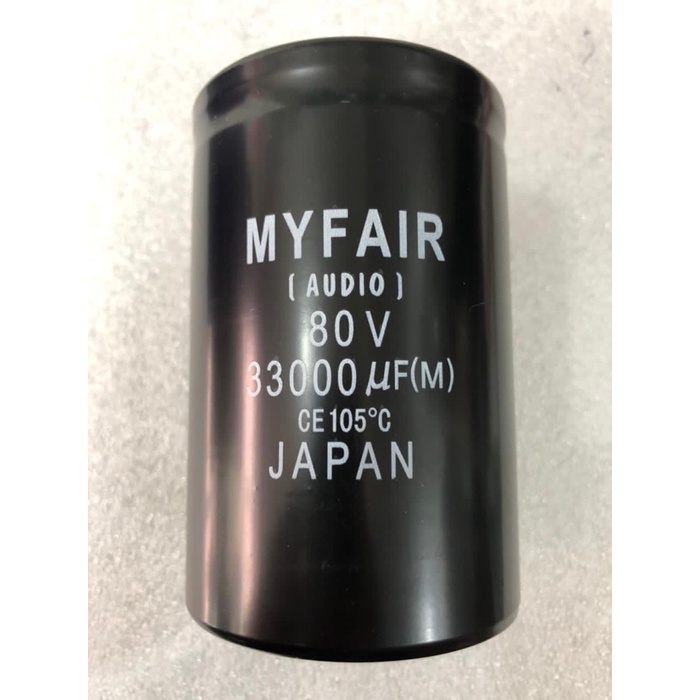 MYFAIR
( AUDIO )
80 V
33000 μF(M)
CE 105°C
JAPAN